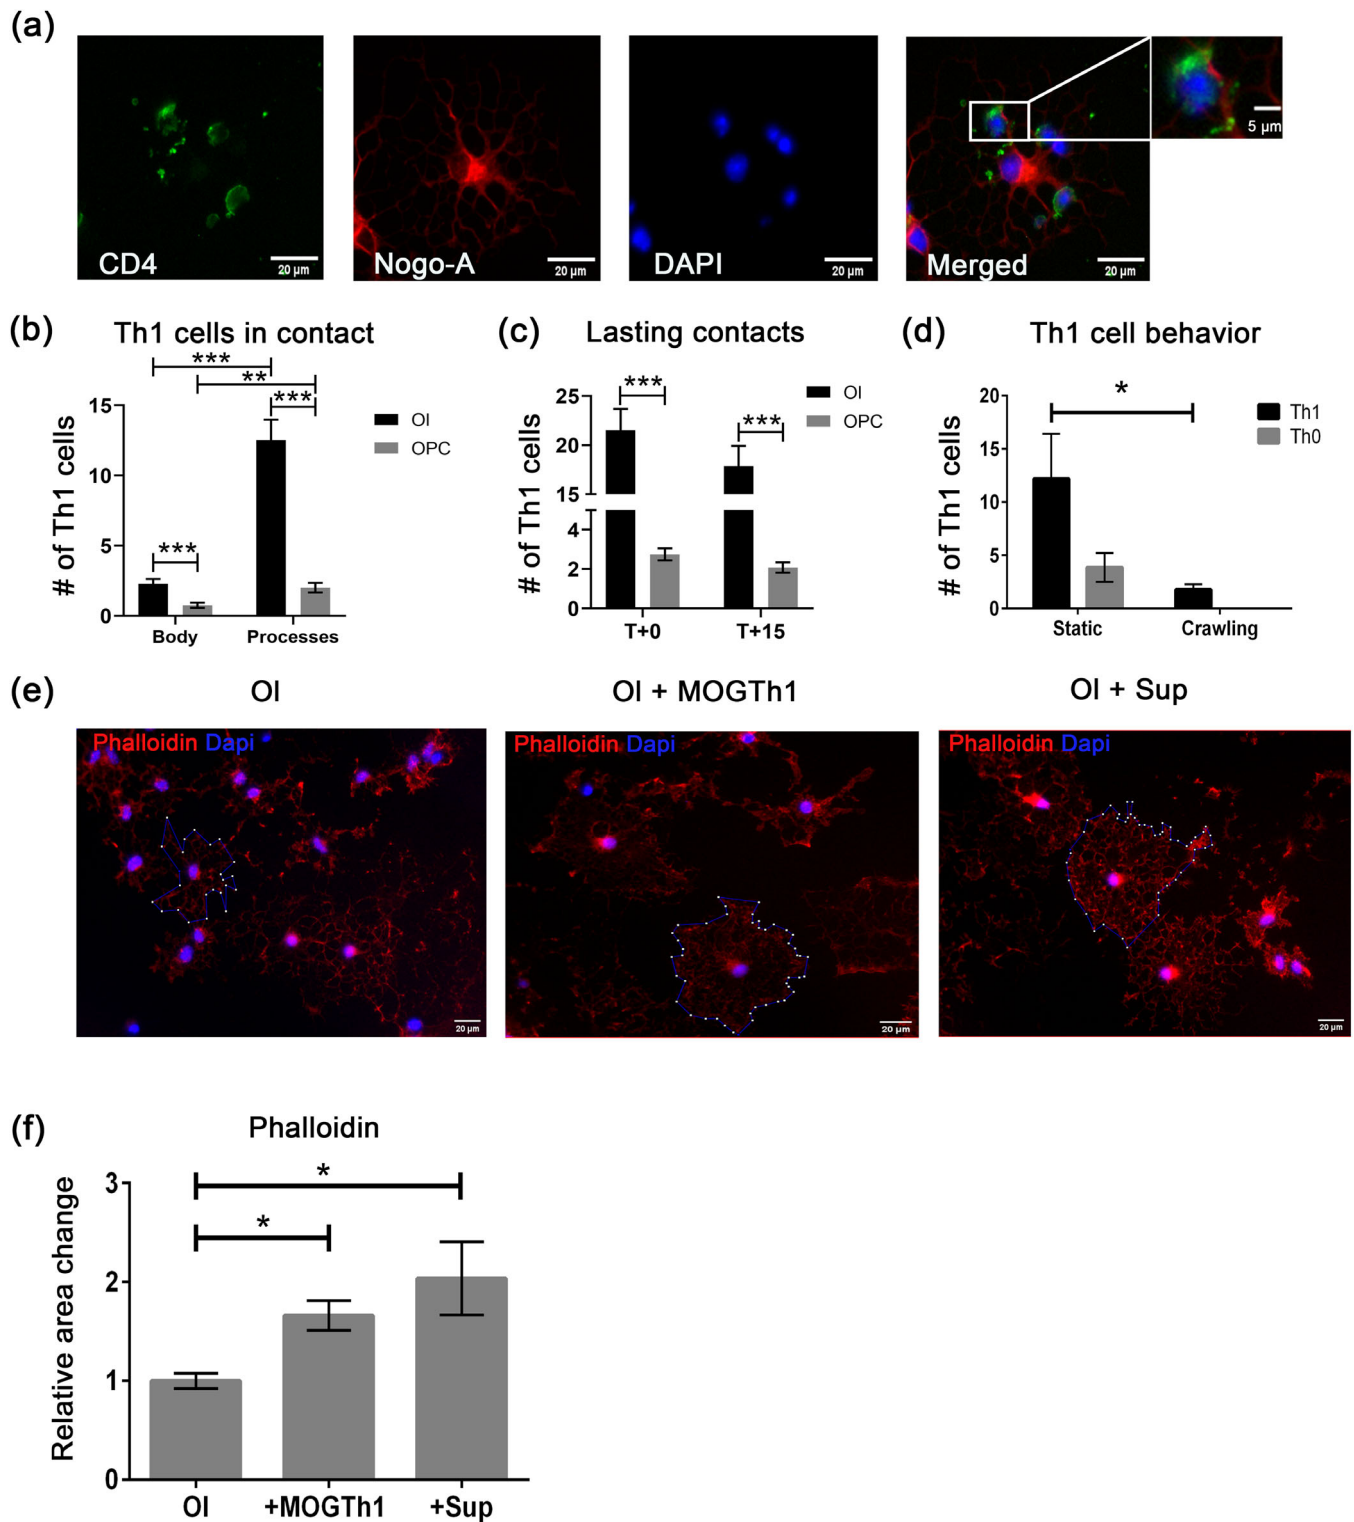 (a)
CD4
20 µm
Nogo-A
20 µm
DAPI
20 µm
Merged
20 µm
5 µm
(b)
Th1 cells in contact
***
**
***
***
# of Th1 cells
15
10
5
0
Body
Processes
OI
OPC
(c)
Lasting contacts
***
***
# of Th1 cells
25
20
15
4
2
0
T+0
T+15
OI
OPC
(d)
Th1 cell behavior
*
# of Th1 cells
20
15
10
5
0
Static
Crawling
Th1
Th0
(e)
OI
OI + MOGTh1
OI + Sup
Phalloidin Dapi
20 µm
Phalloidin Dapi
20 µm
Phalloidin Dapi
20 µm
(f)
Phalloidin
*
*
Relative area change
3
2
1
0
OI
+MOGTh1
+Sup